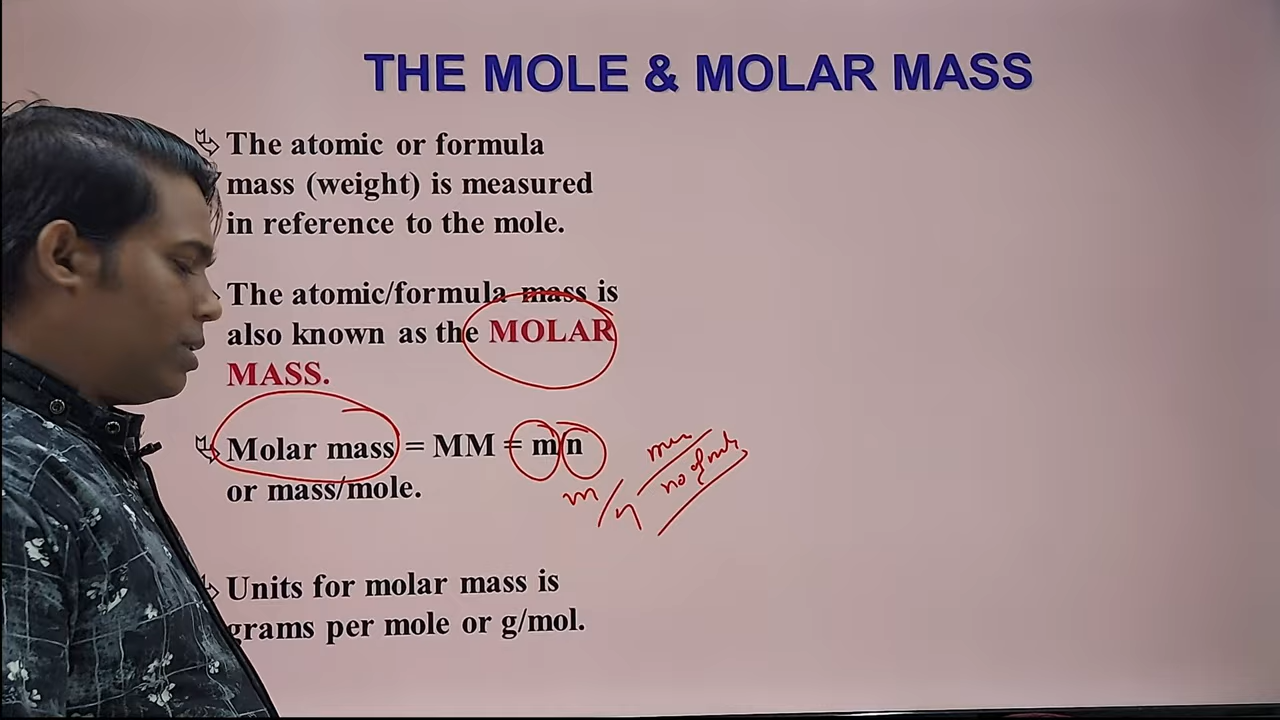 THE MOLE & MOLAR MASS
The atomic or formula
mass (weight) is measured
in reference to the mole.
The atomic/formula mass is
also known as the MOLAR
MASS.
Molar mass = MM = m/n
or mass/mole.
m/n
no of
Units for molar mass is
grams per mole or g/mol.